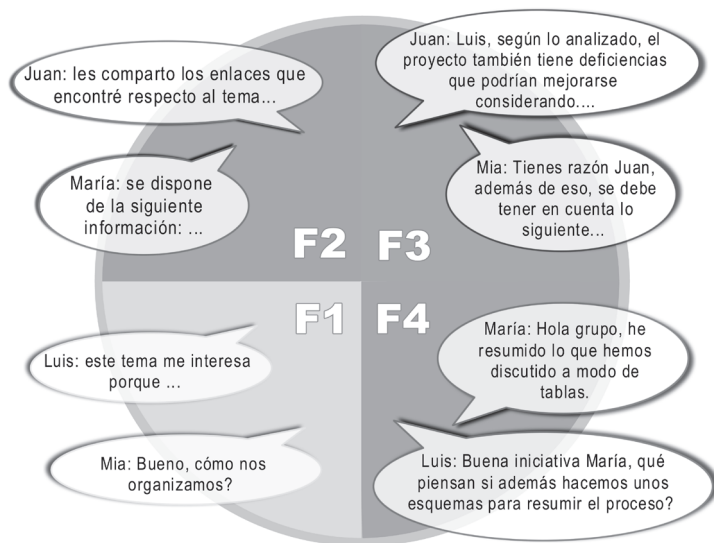 Juan: les comparto los enlaces que
encontré respecto al tema...
María: se dispone
de la siguiente
información: ...
Juan: Luis, según lo analizado, el
proyecto también tiene deficiencias
que podrían mejorarse
considerando....
Mia: Tienes razón Juan,
además de eso, se debe
tener en cuenta lo
siguiente...
F2 F3
F1 F4
Luis: este tema me interesa
porque ...
Mia: Bueno, cómo nos
organizamos?
María: Hola grupo, he
resumido lo que hemos
discutido a modo de
tablas.
Luis: Buena iniciativa María, qué
piensan si además hacemos unos
esquemas para resumir el proceso?